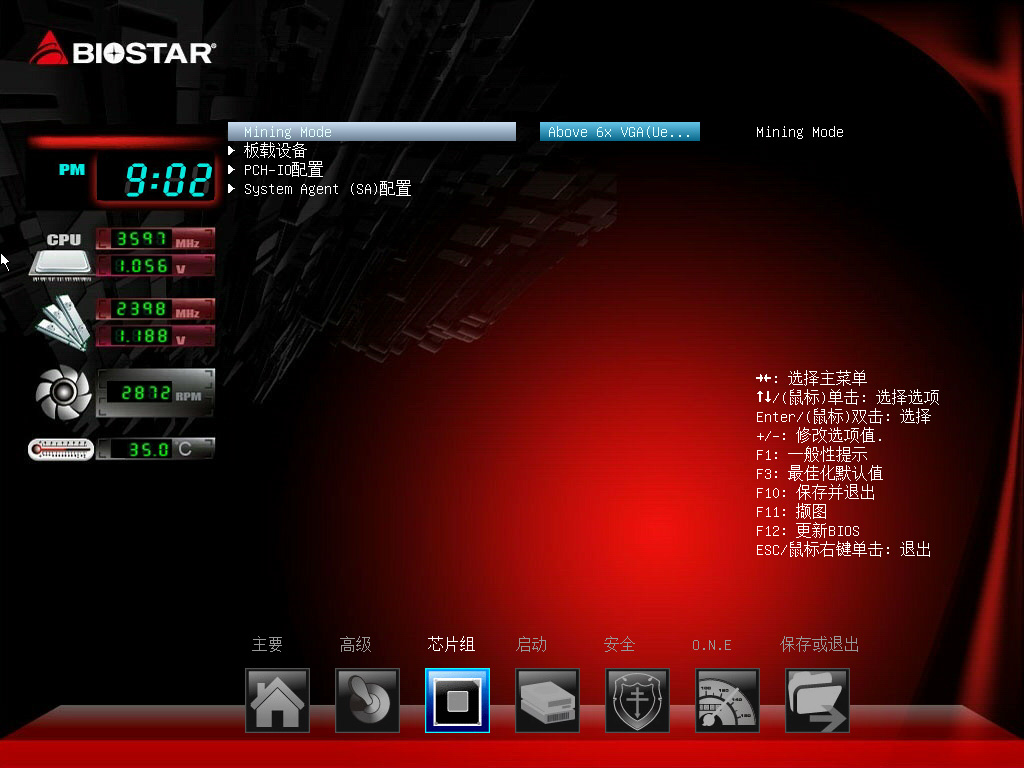 BIOSTAR
Mining Mode
Above 6x VGA(Ue...
Mining Mode
板载设备
PCH-IO配置
System Agent (SA)配置
PM 9:02
CPU
3597 MHz
1.056 V
2398 MHz
1.188 V
2872 RPM
35.0 C
→←: 选择主菜单
↑↓/(鼠标)单击: 选择选项
Enter/(鼠标)双击: 选择
+/-: 修改选项值.
F1: 一般性提示
F3: 最佳化默认值
F10: 保存并退出
F11: 撷图
F12: 更新BIOS
ESC/鼠标右键单击: 退出
主要
高级
芯片组
启动
安全
O.N.E
保存或退出